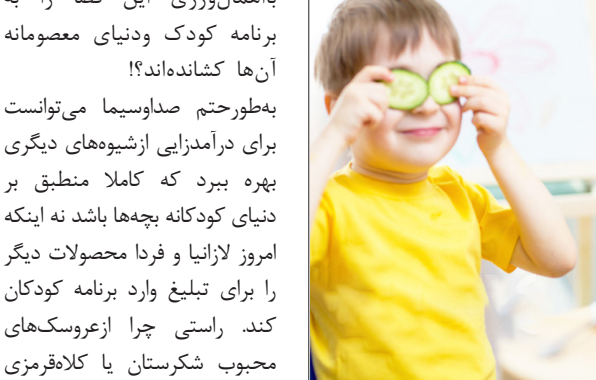 بااهمال‌ورزی این فضا را به
برنامه کودک ودنیای معصومانه
آن‌ها کشانده‌اند؟!
به‌طورحتم صداوسیما می‌توانست
برای درآمدزایی ازشیوه‌های دیگری
بهره ببرد که کاملا منطبق بر
دنیای کودکانه بچه‌ها باشد نه اینکه
امروز لازانیا و فردا محصولات دیگر
را برای تبلیغ وارد برنامه کودکان
کند. راستی چرا ازعروسک‌های
محبوب شکرستان یا کلاه‌قرمزی